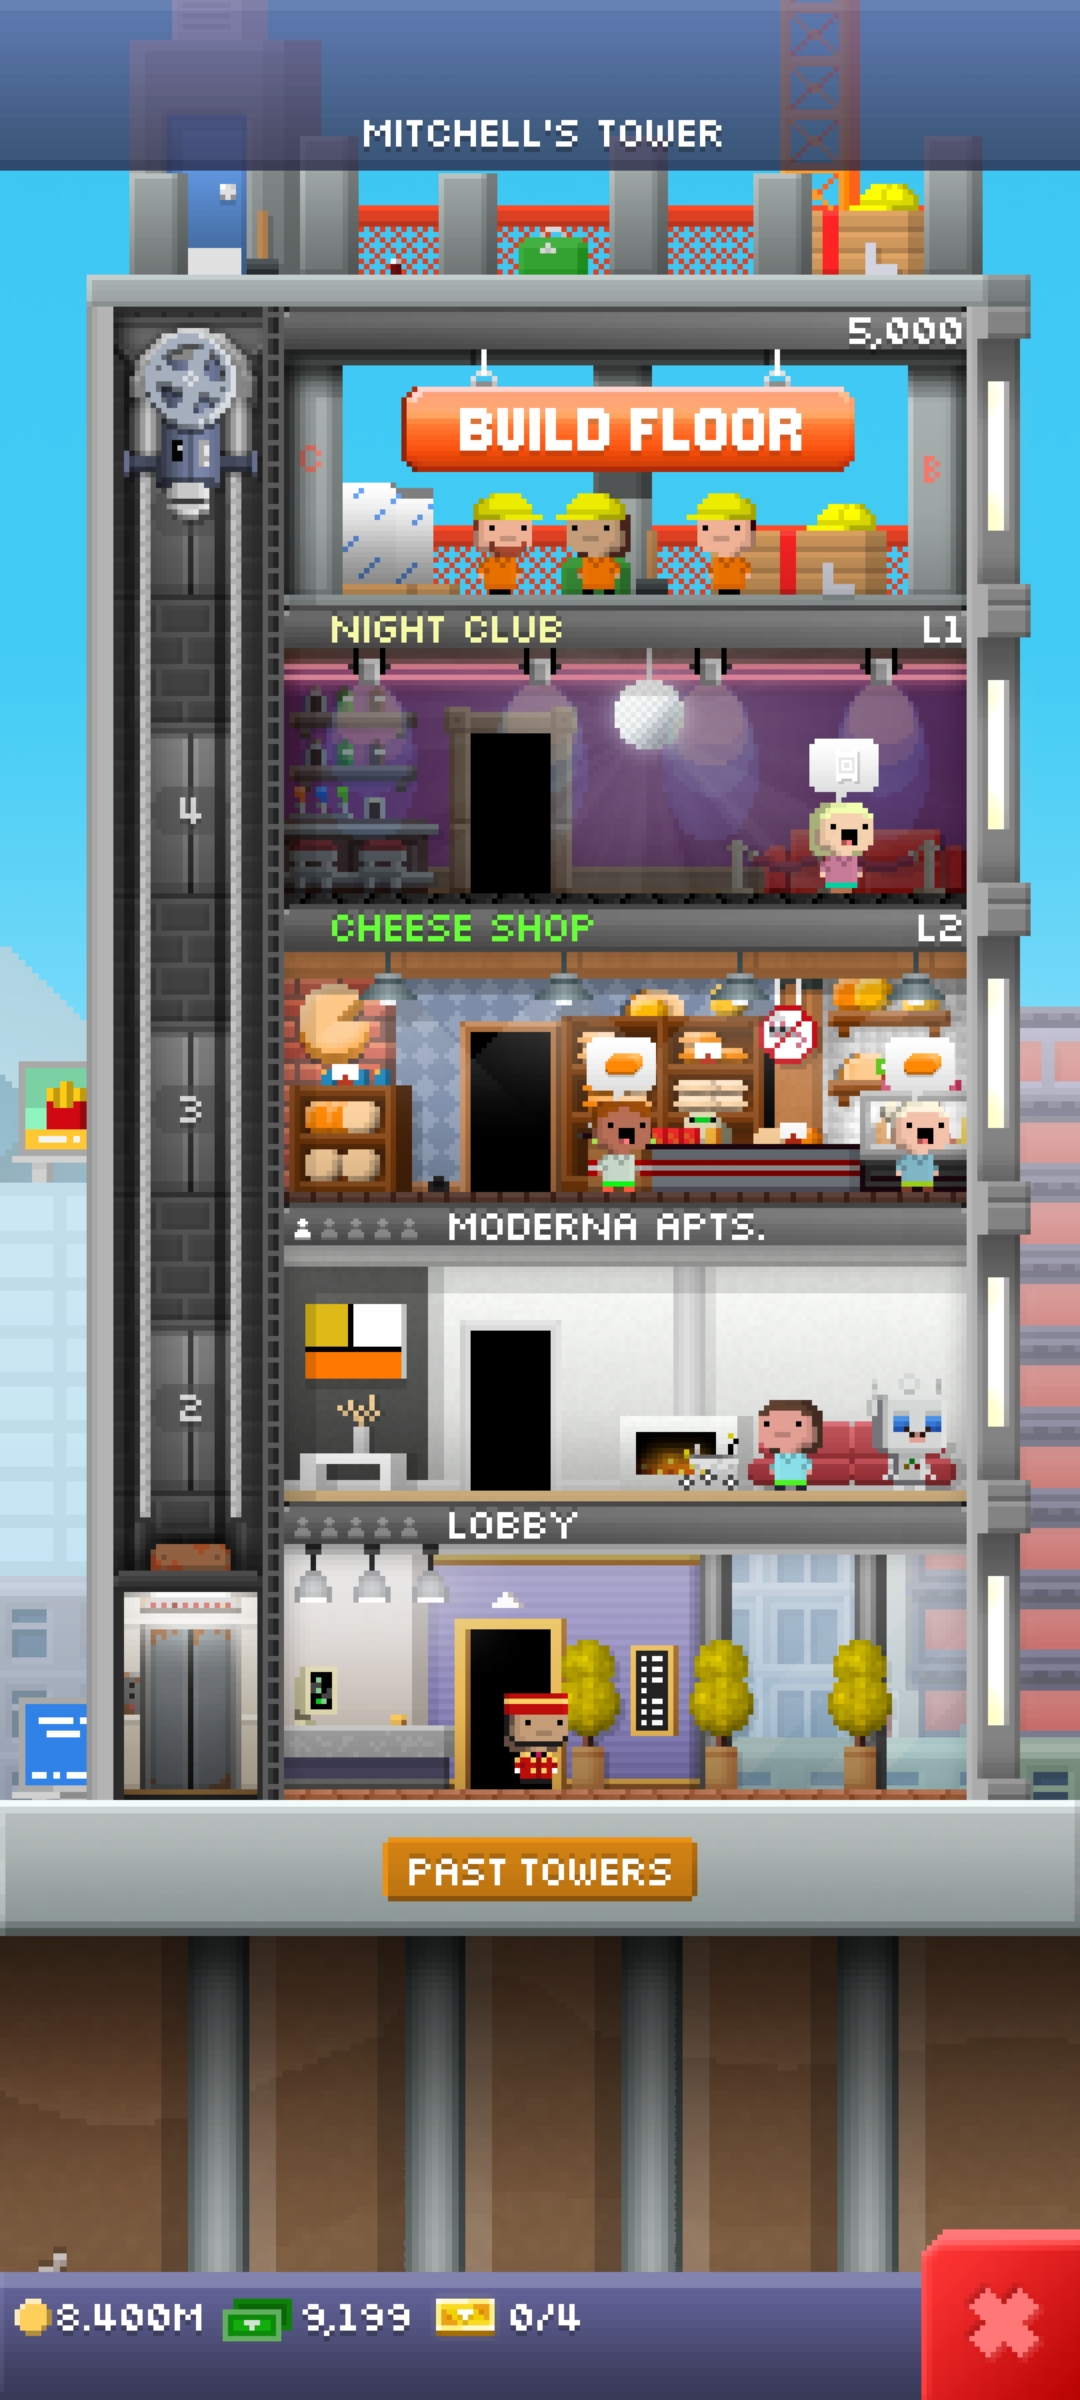 MITCHELL'S TOWER
5,000
BUILD FLOOR
C
B
NIGHT CLUB
L1
4
CHEESE SHOP
L2
3
MODERNA APTS.
2
LOBBY
PAST TOWERS
8.400M
9,199
0/4